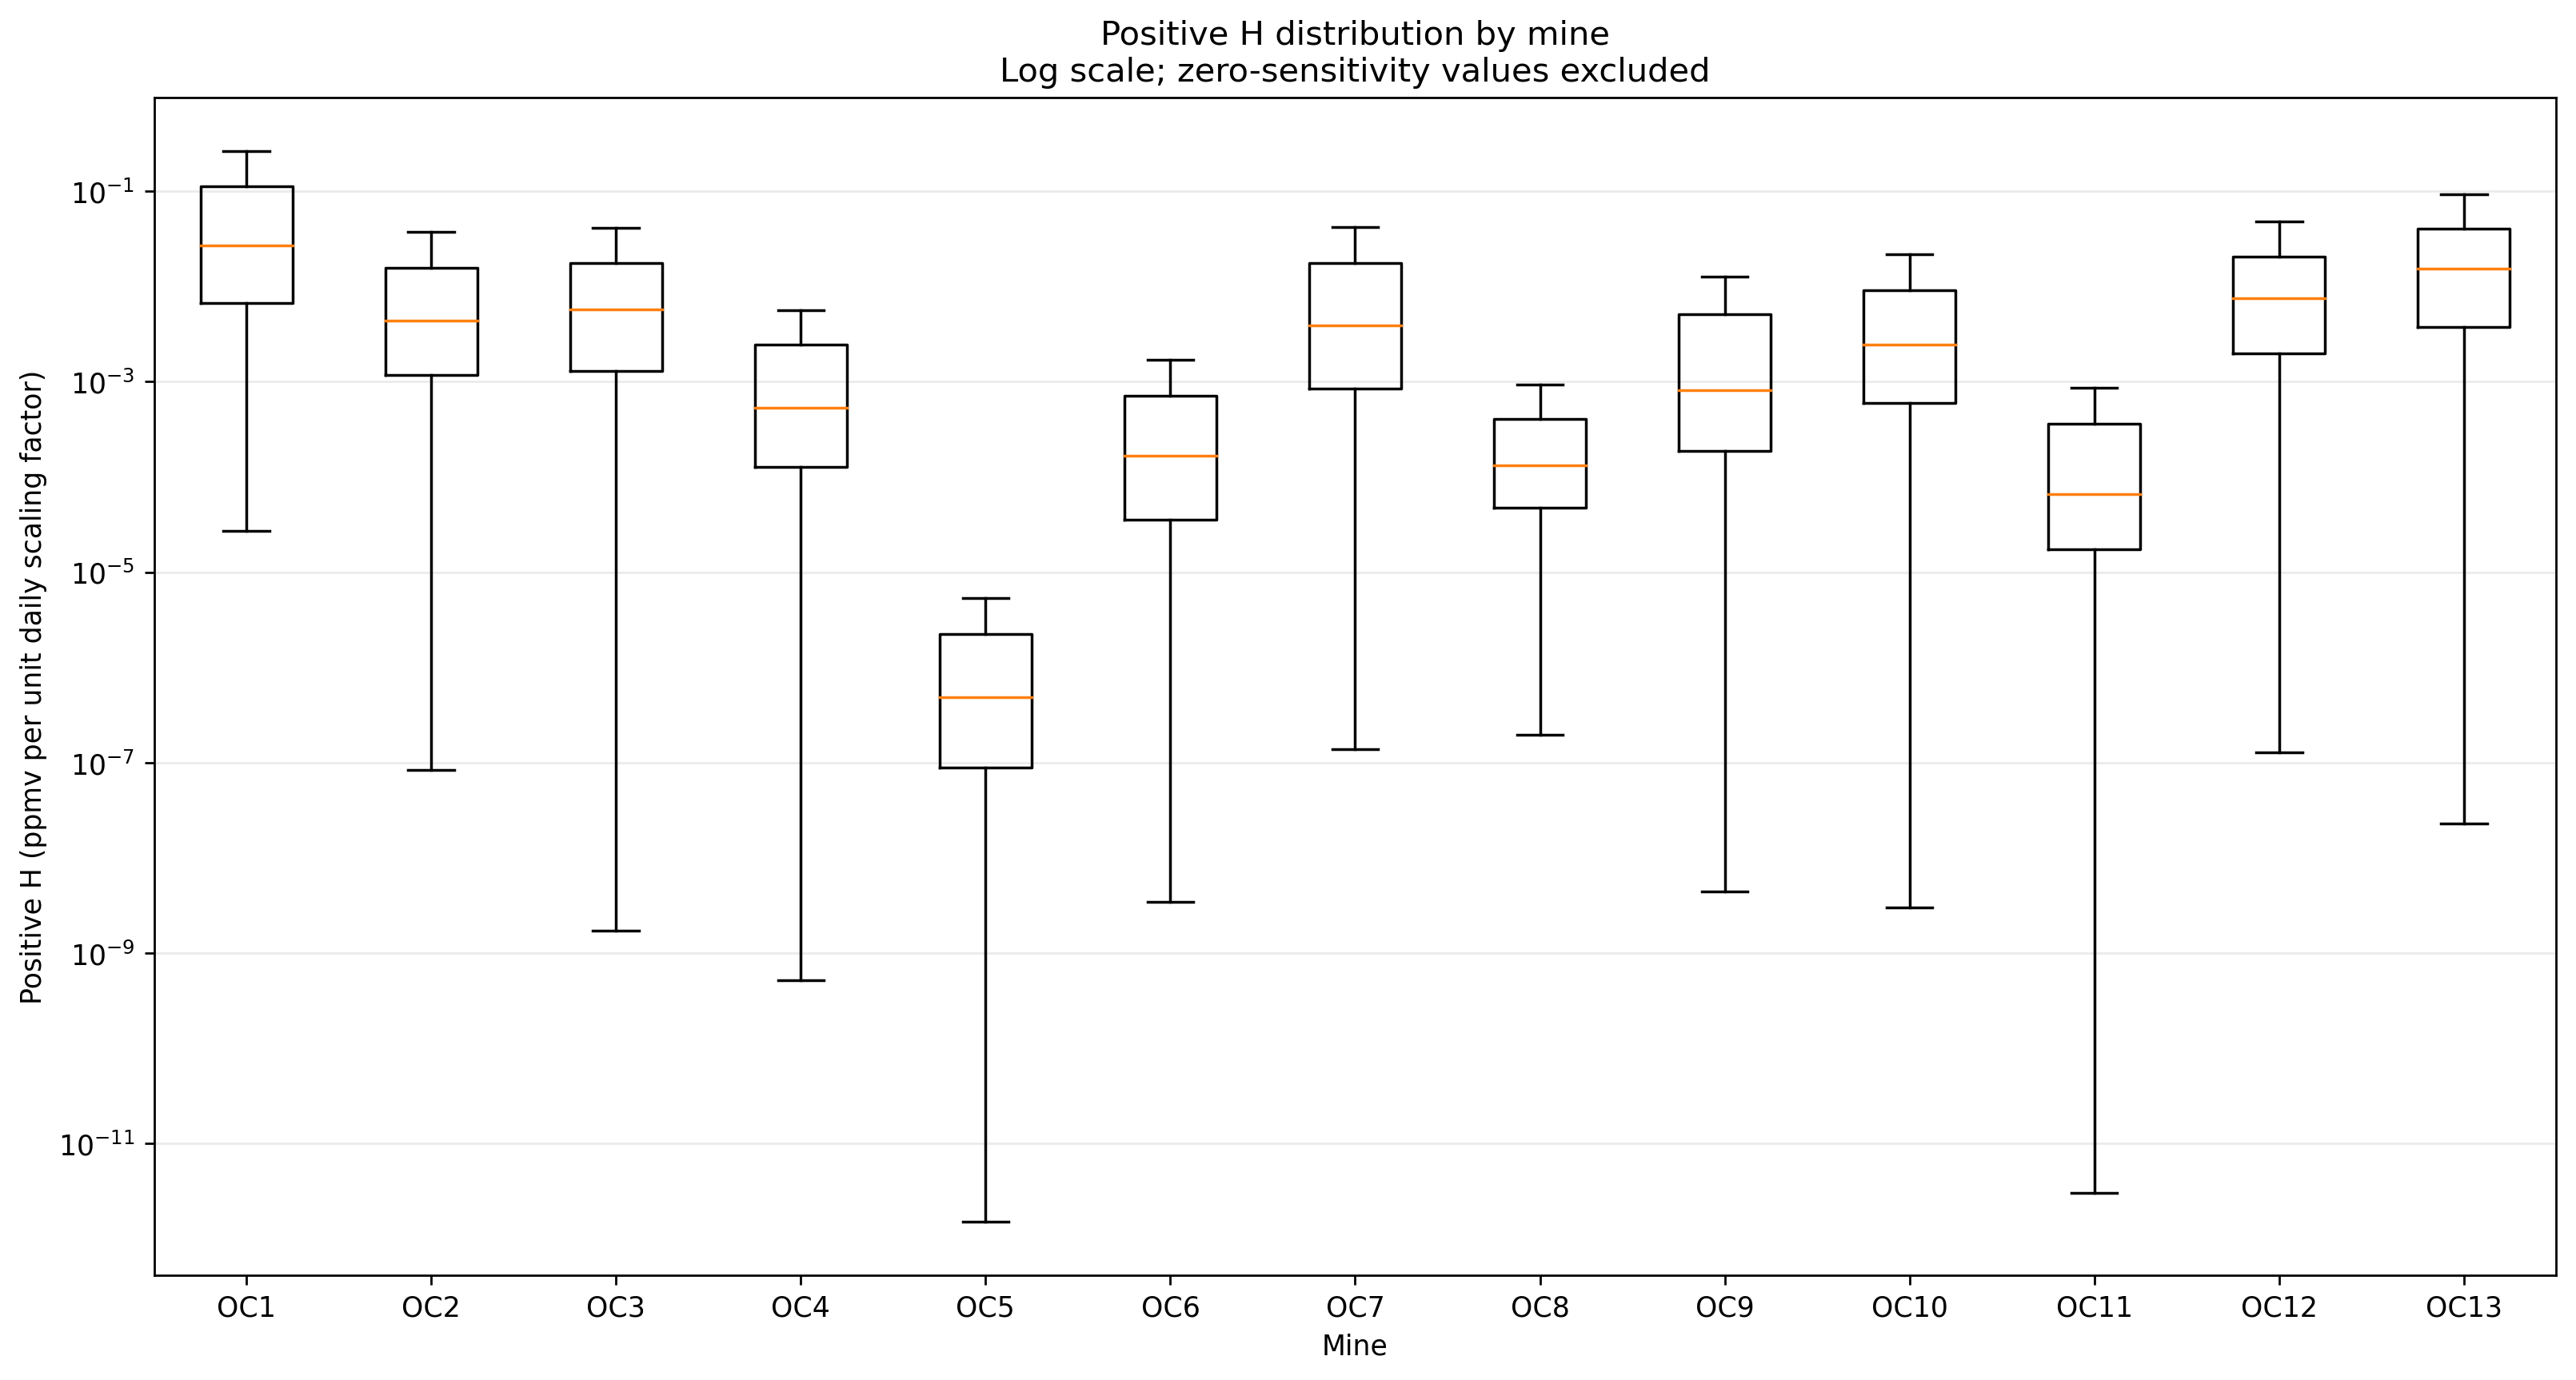 Positive H distribution by mine
Log scale; zero-sensitivity values excluded
Positive H (ppmv per unit daily scaling factor)
10⁻¹
10⁻³
10⁻⁵
10⁻⁷
10⁻⁹
10⁻¹¹
OC1 OC2 OC3 OC4 OC5 OC6 OC7 OC8 OC9 OC10 OC11 OC12 OC13
Mine